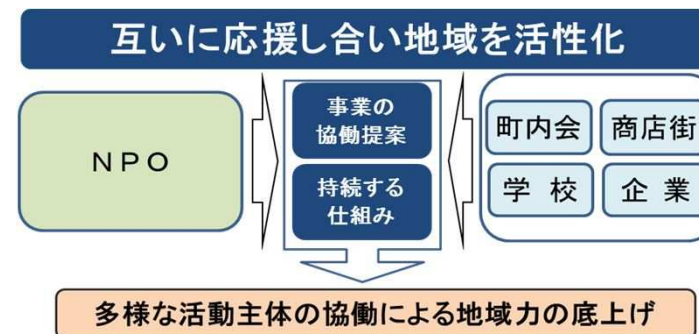 互いに応援し合い地域を活性化
NPO
事業の
協働提案
持続する
仕組み
町内会
商店街
学校
企業
多様な活動主体の協働による地域力の底上げ